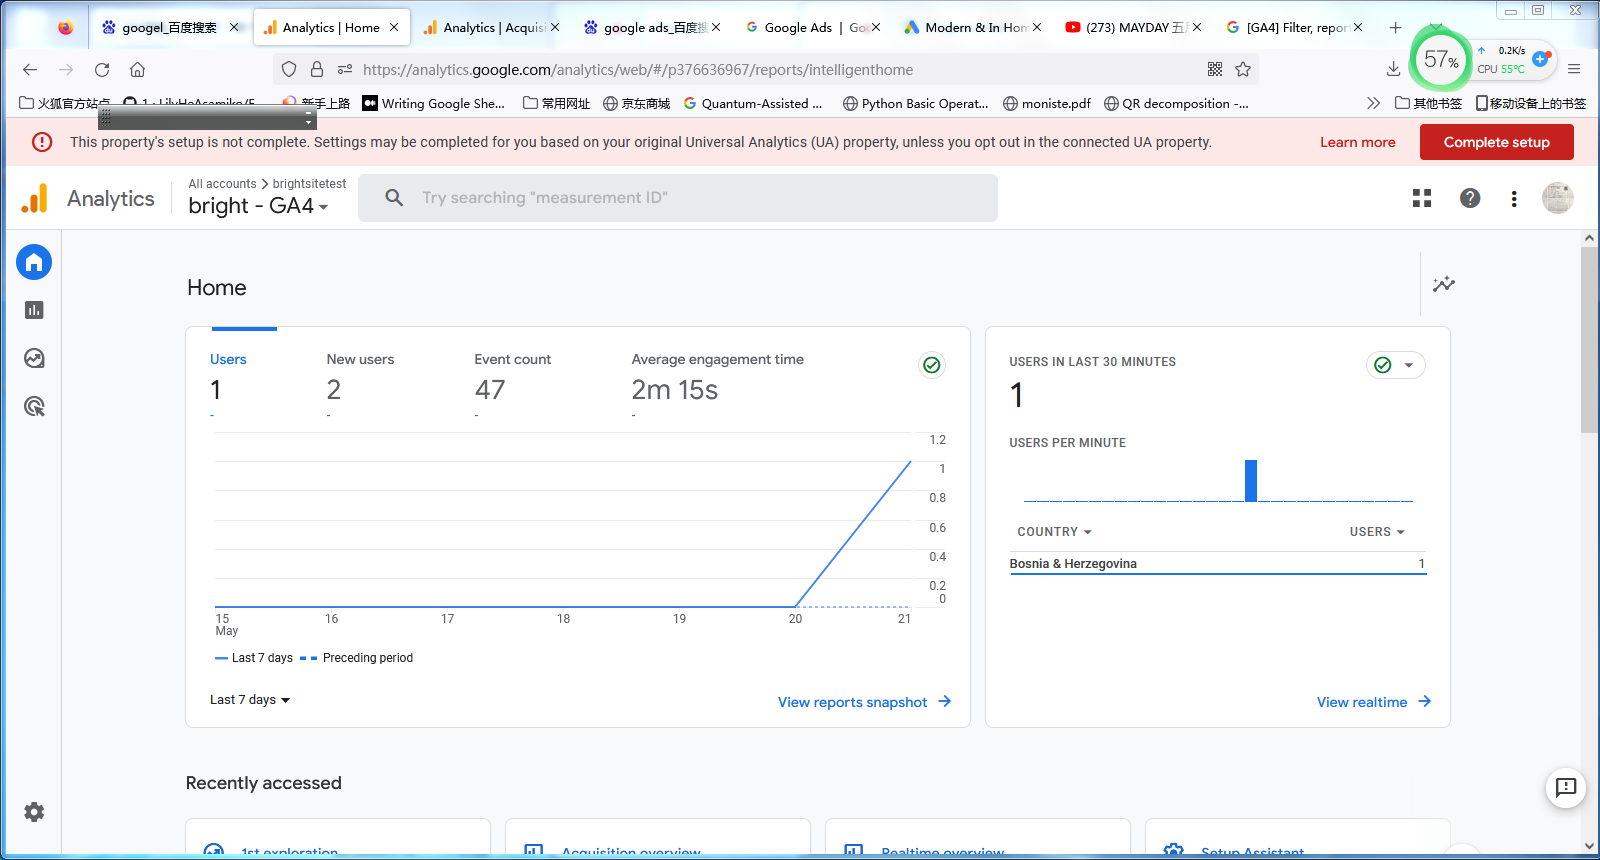 googel_百度搜索
Analytics | Home
Analytics | Acquisi
google ads_百度搜
Google Ads | Go
Modern & In Hom
(273) MAYDAY 五月
[GA4] Filter, repor
https://analytics.google.com/analytics/web/#/p376636967/reports/intelligenthome
57%
0.2K/s
CPU 55℃
火狐官方站点
新手上路
Writing Google She...
常用网址
京东商城
Quantum-Assisted ...
Python Basic Operat...
moniste.pdf
QR decomposition -...
其他书签
移动设备上的书签
This property's setup is not complete. Settings may be completed for you based on your original Universal Analytics (UA) property, unless you opt out in the connected UA property.
Learn more
Complete setup
Analytics
All accounts > brightsitetest
bright - GA4
Try searching "measurement ID"
Home
Users
1
-
New users
2
-
Event count
47
-
Average engagement time
2m 15s
-
1.2
1
0.8
0.6
0.4
0.2
0
15
May
16
17
18
19
20
21
Last 7 days
Preceding period
Last 7 days
View reports snapshot
USERS IN LAST 30 MINUTES
1
USERS PER MINUTE
COUNTRY
USERS
Bosnia & Herzegovina
1
View realtime
Recently accessed
1st exploration
Acquisition overview
Realtime overview
Setup Assistant